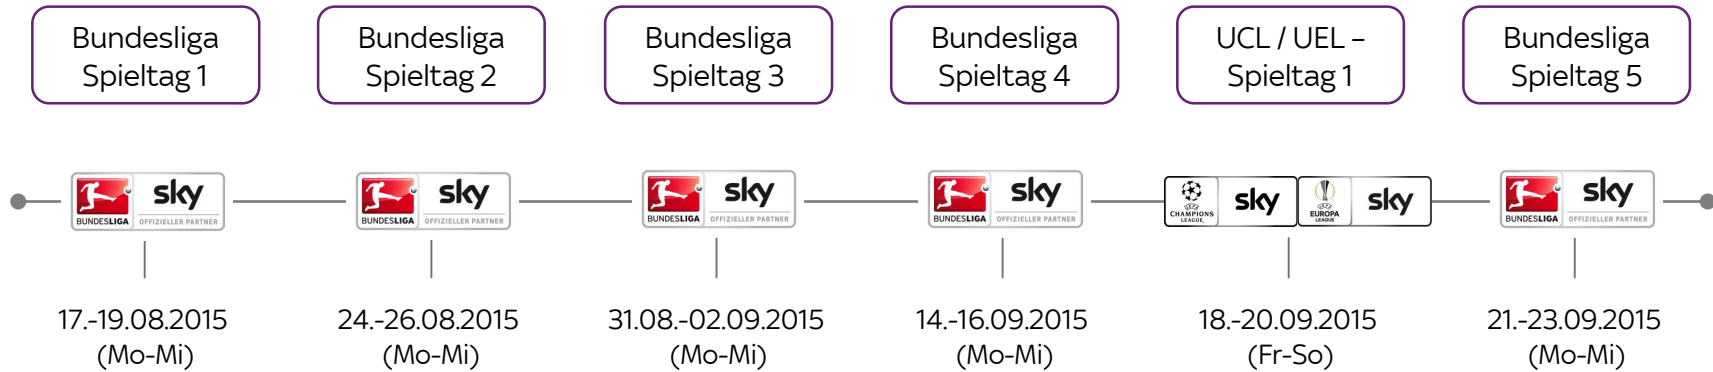 Bundesliga
Spieltag 1
Bundesliga
Spieltag 2
Bundesliga
Spieltag 3
Bundesliga
Spieltag 4
UCL / UEL –
Spieltag 1
Bundesliga
Spieltag 5
sky
BUNDESLIGA OFFIZIELLER PARTNER
sky
BUNDESLIGA OFFIZIELLER PARTNER
sky
BUNDESLIGA OFFIZIELLER PARTNER
sky
BUNDESLIGA OFFIZIELLER PARTNER
UEFA
CHAMPIONS
LEAGUE
sky
UEFA
EUROPA
LEAGUE
sky
sky
BUNDESLIGA OFFIZIELLER PARTNER
17.-19.08.2015
(Mo-Mi)
24.-26.08.2015
(Mo-Mi)
31.08.-02.09.2015
(Mo-Mi)
14.-16.09.2015
(Mo-Mi)
18.-20.09.2015
(Fr-So)
21.-23.09.2015
(Mo-Mi)